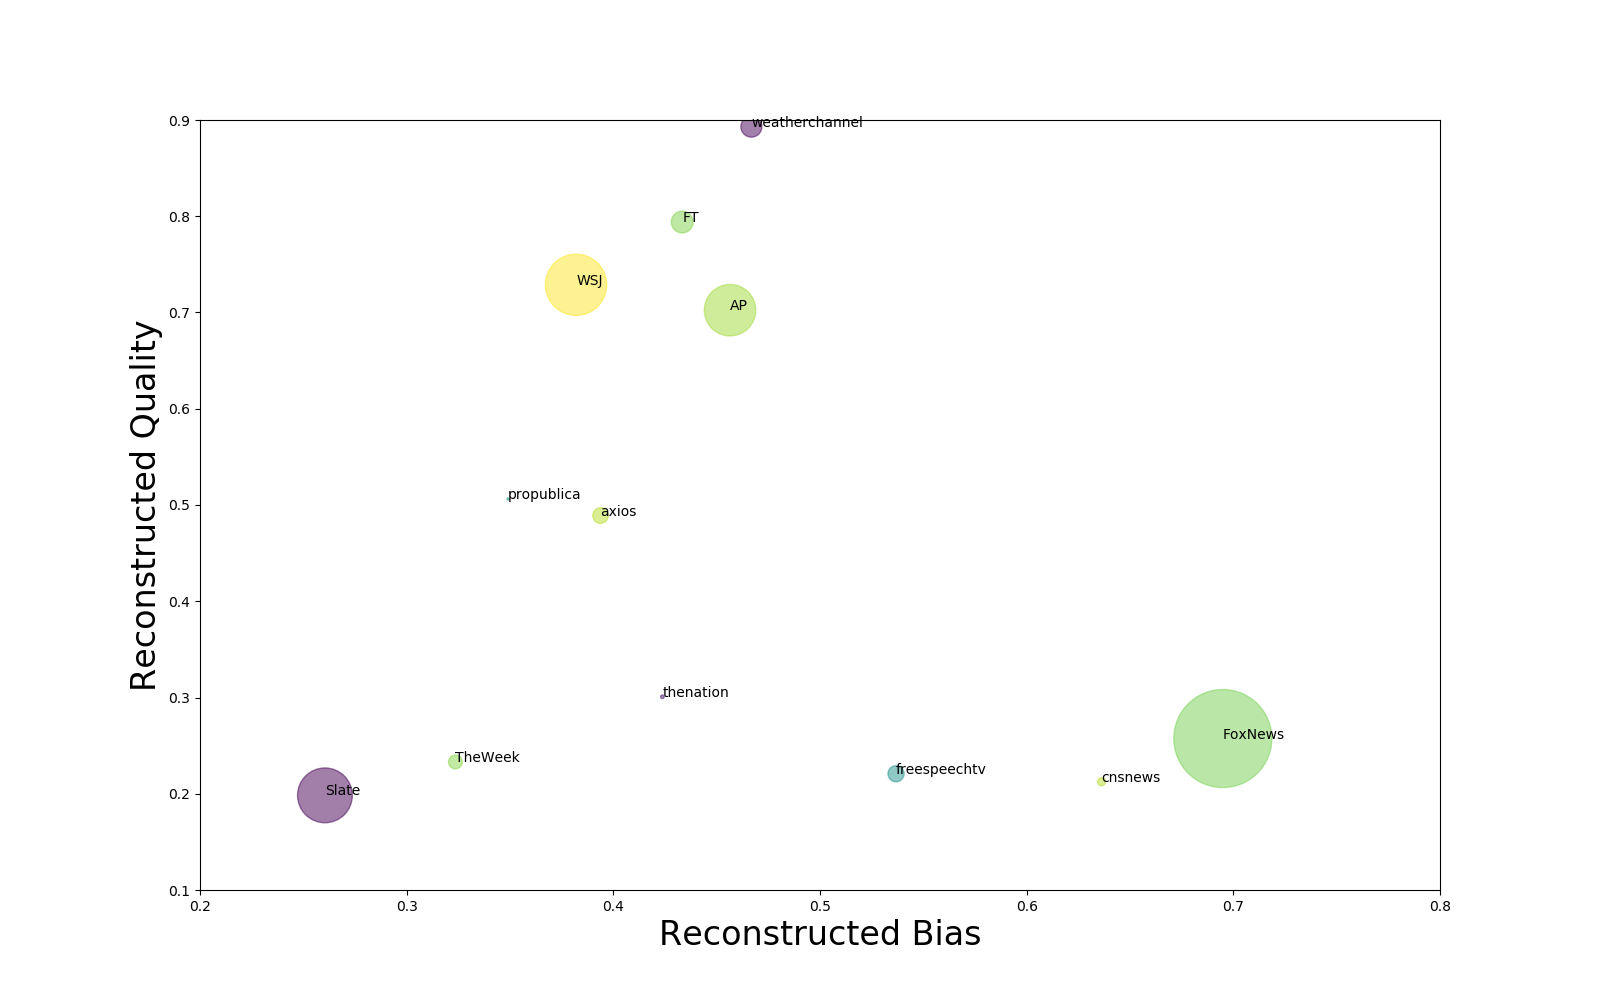 0.9
weatherchannel
FT
0.8
WSJ
AP
0.7
0.6
Reconstructed Quality
propublica
0.5
axios
0.4
thenation
0.3
FoxNews
TheWeek
freespeechtv
cnsnews
Slate
0.2
0.1
0.2 0.3 0.4 0.5 0.6 0.7 0.8
Reconstructed Bias